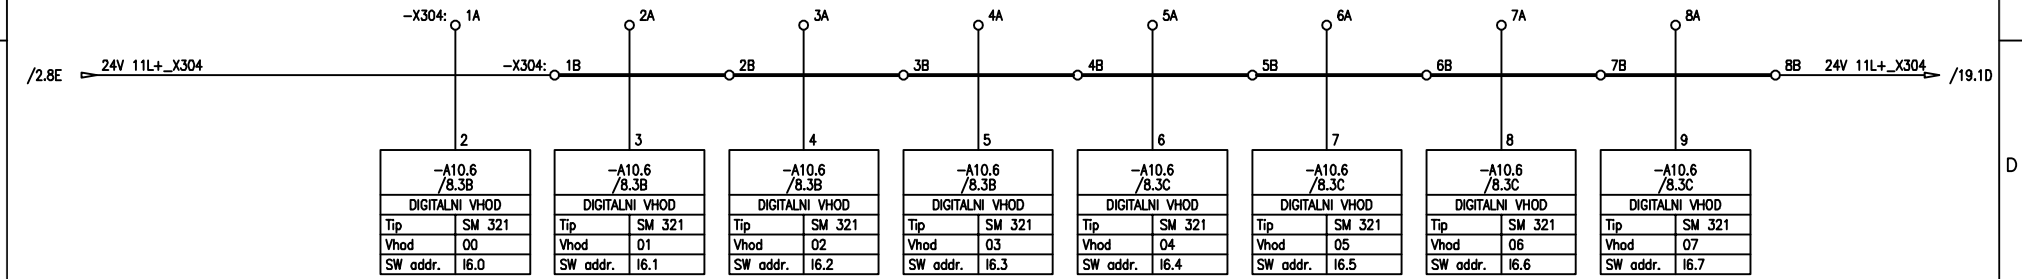 -X304: 1A 2A 3A 4A 5A 6A 7A 8A
/2.8E 24V 11L+_X304 -X304: 1B 2B 3B 4B 5B 6B 7B 8B 24V 11L+_X304 /19.1D
2 3 4 5 6 7 8 9
D
-A10.6 -A10.6 -A10.6 -A10.6 -A10.6 -A10.6 -A10.6 -A10.6
/8.3B /8.3B /8.3B /8.3B /8.3C /8.3C /8.3C /8.3C
DIGITALNI VHOD DIGITALNI VHOD DIGITALNI VHOD DIGITALNI VHOD DIGITALNI VHOD DIGITALNI VHOD DIGITALNI VHOD DIGITALNI VHOD
Tip SM 321 Tip SM 321 Tip SM 321 Tip SM 321 Tip SM 321 Tip SM 321 Tip SM 321 Tip SM 321
Vhod 00 Vhod 01 Vhod 02 Vhod 03 Vhod 04 Vhod 05 Vhod 06 Vhod 07
SW addr. I6.0 SW addr. I6.1 SW addr. I6.2 SW addr. I6.3 SW addr. I6.4 SW addr. I6.5 SW addr. I6.6 SW addr. I6.7